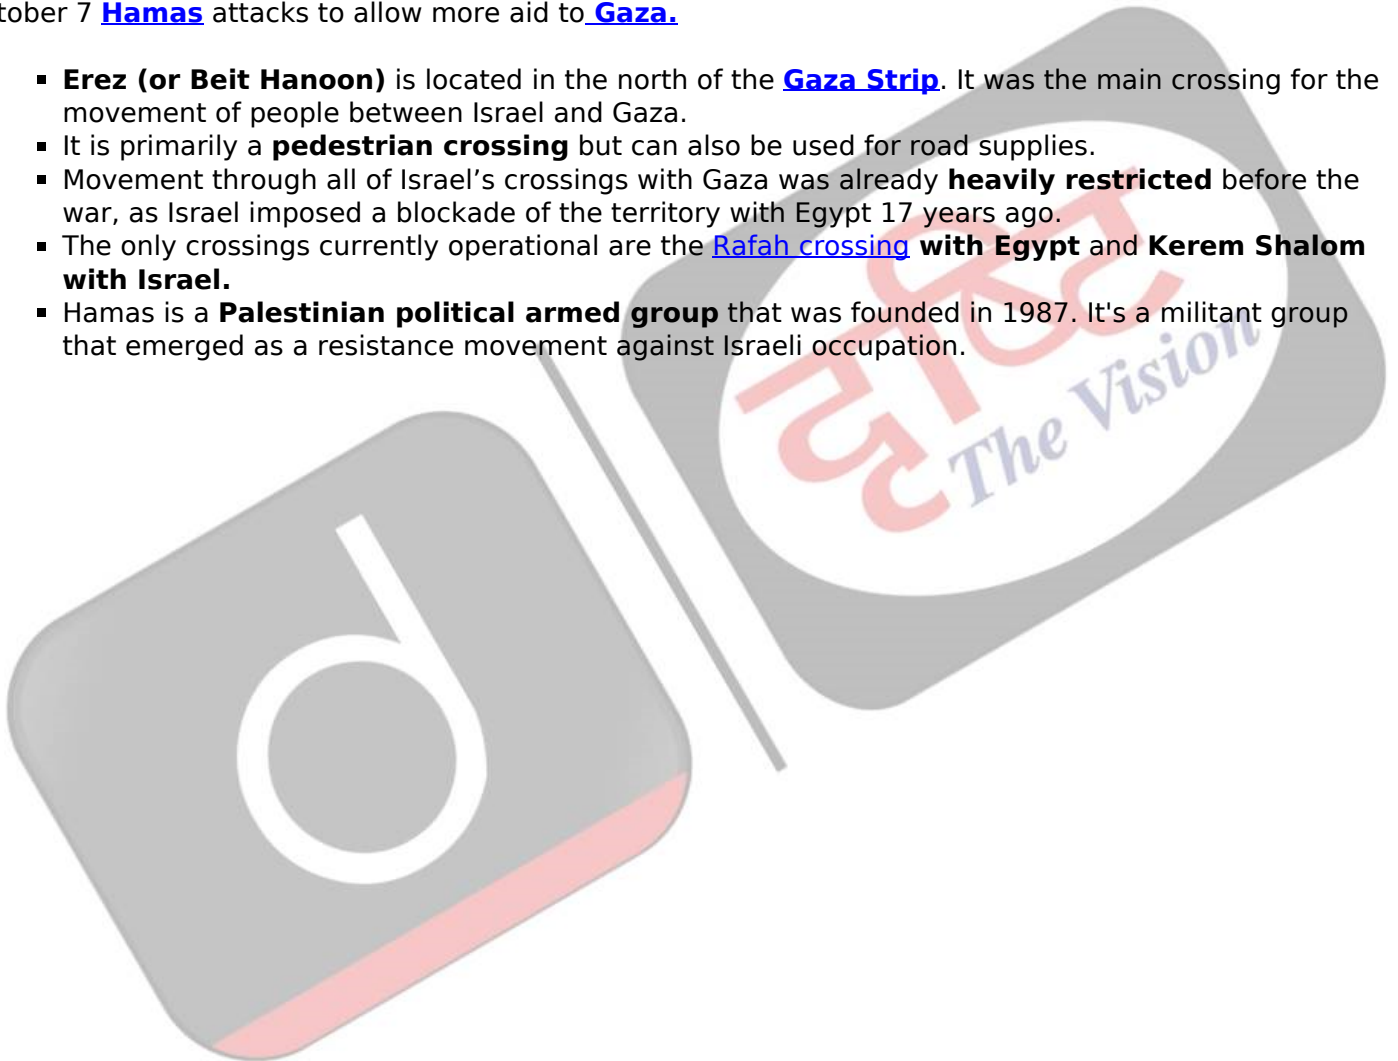 tober 7 Hamas attacks to allow more aid to Gaza.
▪ Erez (or Beit Hanoon) is located in the north of the Gaza Strip. It was the main crossing for the
movement of people between Israel and Gaza.
▪ It is primarily a pedestrian crossing but can also be used for road supplies.
▪ Movement through all of Israel’s crossings with Gaza was already heavily restricted before the
war, as Israel imposed a blockade of the territory with Egypt 17 years ago.
▪ The only crossings currently operational are the Rafah crossing with Egypt and Kerem Shalom
with Israel.
▪ Hamas is a Palestinian political armed group that was founded in 1987. It's a militant group
that emerged as a resistance movement against Israeli occupation.
दृष्टि
The Vision
d